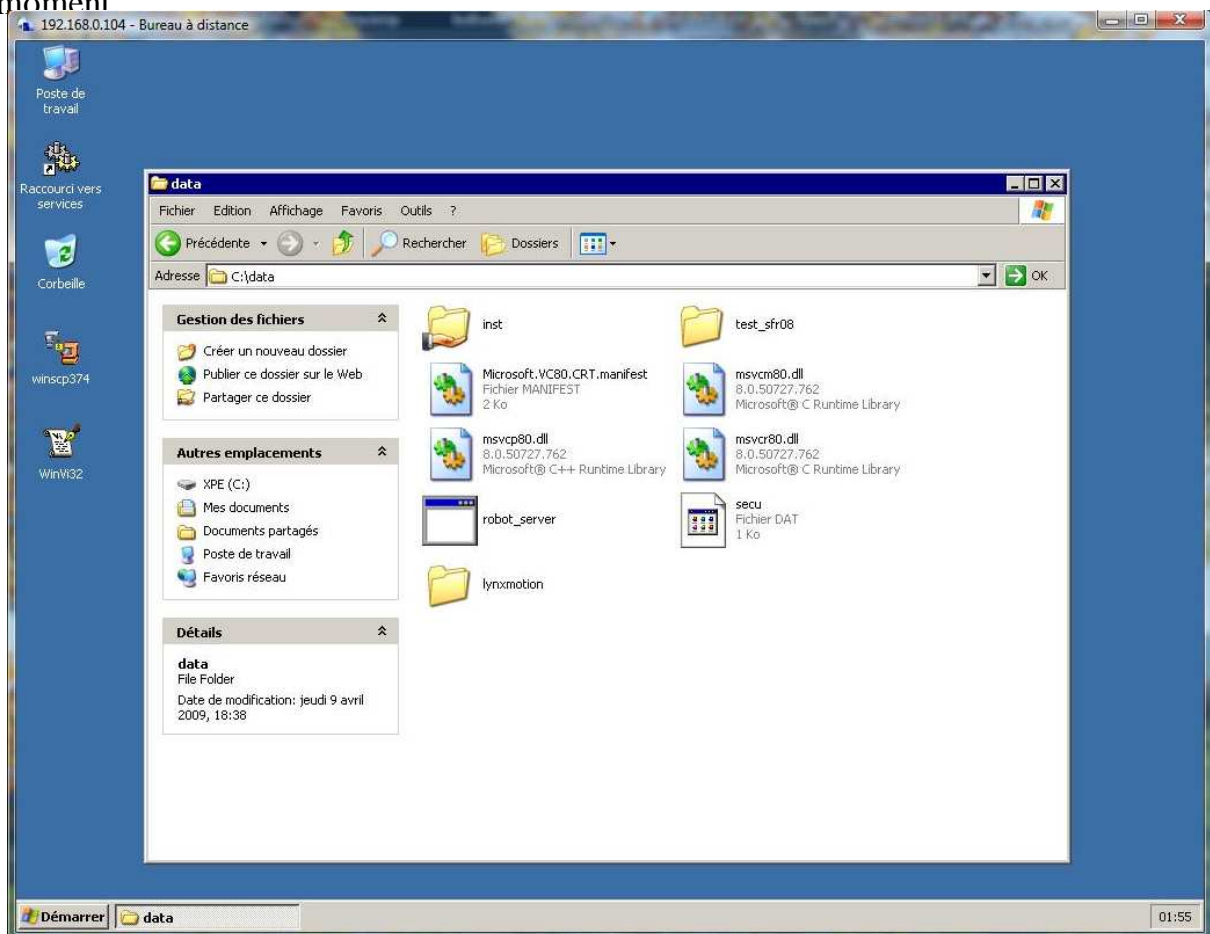 moment
192.168.0.104 - Bureau à distance
Poste de
travail
Raccourci vers
services
Corbeille
winscp374
WinVi32
data
Fichier Edition Affichage Favoris Outils ?
Précédente Rechercher Dossiers
Adresse C:\data OK
Gestion des fichiers
Créer un nouveau dossier
Publier ce dossier sur le Web
Partager ce dossier
Autres emplacements
XPE (C:)
Mes documents
Documents partagés
Poste de travail
Favoris réseau
Détails
data
File Folder
Date de modification: jeudi 9 avril
2009, 18:38
inst
test_sfr08
Microsoft.VC80.CRT.manifest
Fichier MANIFEST
2 Ko
msvcm80.dll
8.0.50727.762
Microsoft® C Runtime Library
msvcp80.dll
8.0.50727.762
Microsoft® C++ Runtime Library
msvcr80.dll
8.0.50727.762
Microsoft® C Runtime Library
robot_server
secu
Fichier DAT
1 Ko
lynxmotion
Démarrer data 01:55